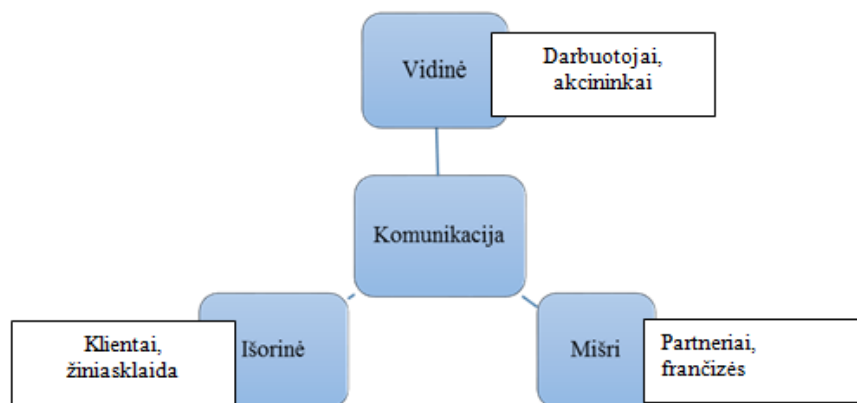 Vidinė
Darbuotojai,
akcininkai
Komunikacija
Klientai,
žiniasklaida
Išorinė
Mišri
Partneriai,
frančizės